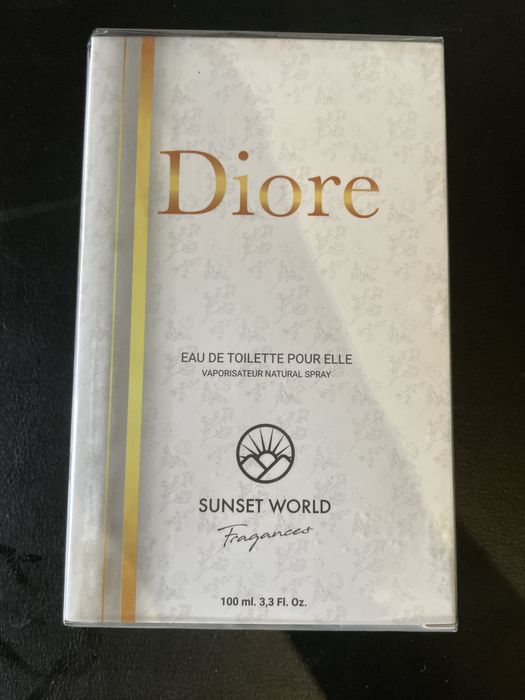 Diore
EAU DE TOILETTE POUR ELLE
VAPORISATEUR NATURAL SPRAY
SUNSET WORLD
Fragances
100 ml. 3,3 Fl. Oz.